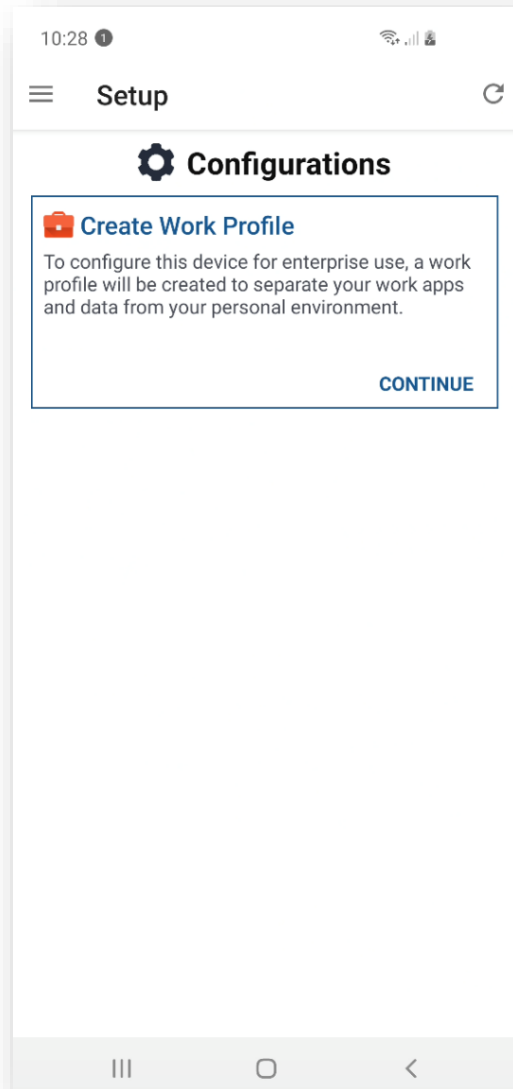 10:28 1
Setup
Configurations
Create Work Profile
To configure this device for enterprise use, a work
profile will be created to separate your work apps
and data from your personal environment.
CONTINUE